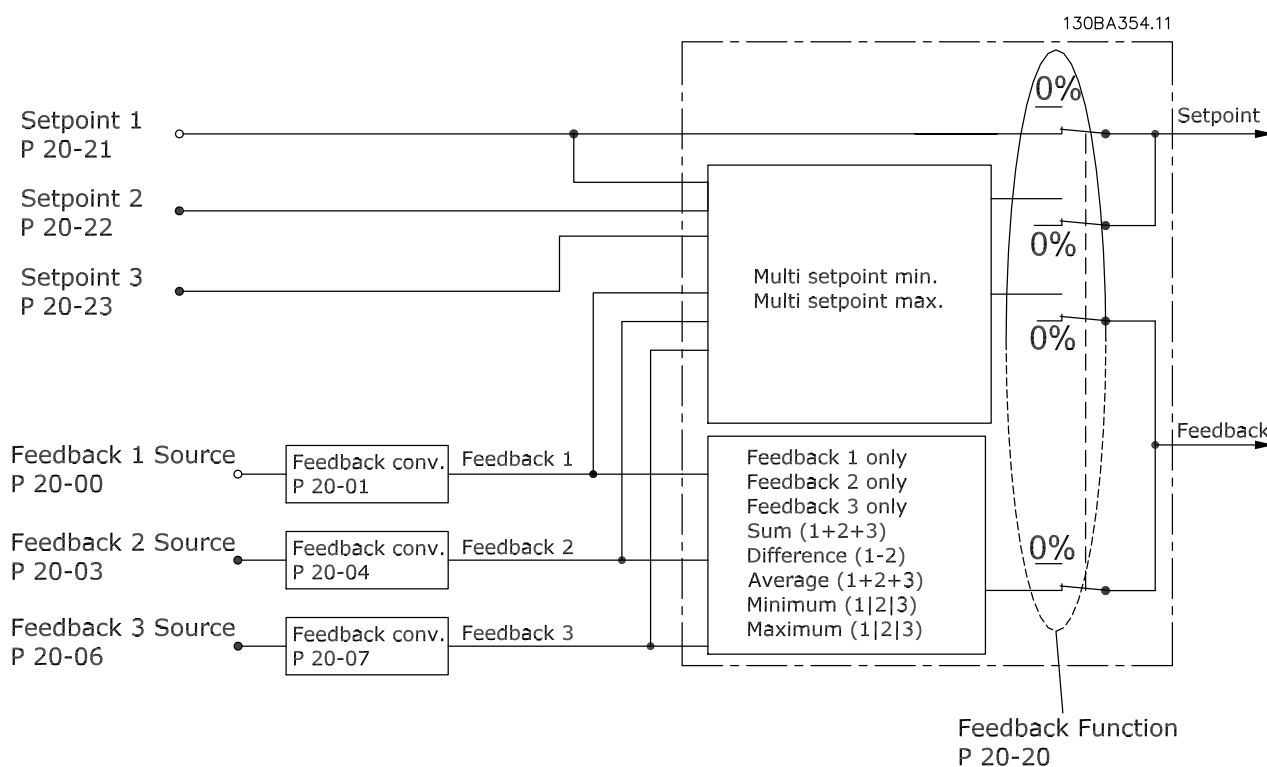 130BA354.11
0%
Setpoint 1
P 20-21
Setpoint
Setpoint 2
P 20-22
0%
Setpoint 3
P 20-23
Multi setpoint min.
Multi setpoint max.
0%
Feedback 1 Source
P 20-00
Feedback conv.
P 20-01
Feedback 1
Feedback
Feedback 1 only
Feedback 2 only
Feedback 3 only
Sum (1+2+3)
Difference (1-2)
Average (1+2+3)
Minimum (1|2|3)
Maximum (1|2|3)
0%
Feedback 2 Source
P 20-03
Feedback conv.
P 20-04
Feedback 2
Feedback 3 Source
P 20-06
Feedback conv.
P 20-07
Feedback 3
Feedback Function
P 20-20